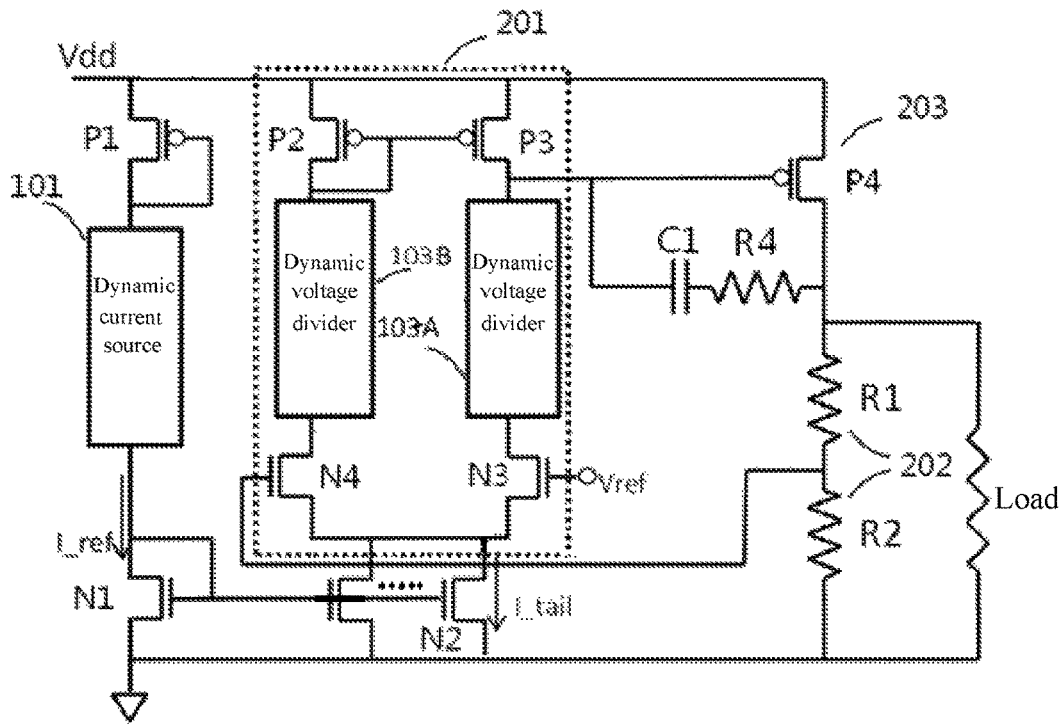 201
Vdd
P1
P2
P3
203
P4
101
Dynamic
current
source
Dynamic
voltage
divider
103B
103A
Dynamic
voltage
divider
C1
R4
R1
202
R2
Load
N4
N3
Vref
I_ref
N1
N2
I_tail